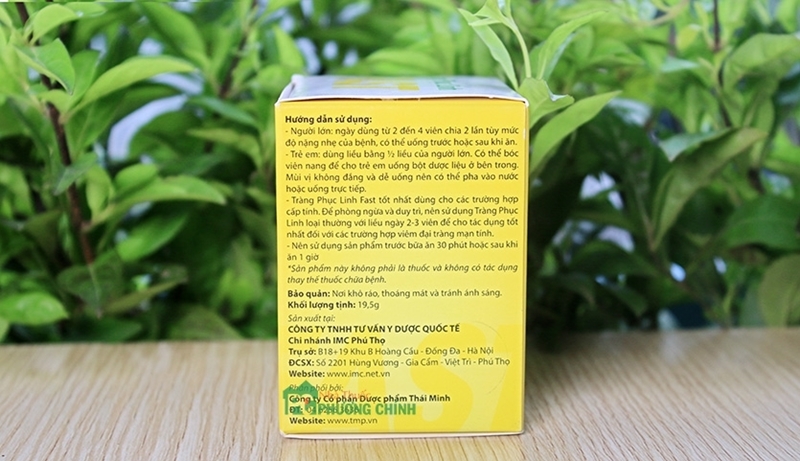 Hướng dẫn sử dụng:
- Người lớn: ngày dùng từ 2 đến 4 viên chia 2 lần tùy mức
độ nặng nhẹ của bệnh, có thể uống trước hoặc sau khi ăn.
- Trẻ em: dùng liều bằng ½ liều của người lớn. Có thể bóc
viên nang để cho trẻ em uống bột dược liệu ở bên trong.
Mùi vị không đắng và dễ uống nên có thể pha vào nước
hoặc uống trực tiếp.
- Tràng Phục Linh Fast tốt nhất dùng cho các trường hợp
cấp tính. Để phòng ngừa và duy trì, nên sử dụng Tràng Phục
Linh loại thường với liều ngày 2-3 viên để cho tác dụng tốt
nhất đối với các trường hợp viêm đại tràng mạn tính.
- Nên sử dụng sản phẩm trước bữa ăn 30 phút hoặc sau khi
ăn 1 giờ
*Sản phẩm này không phải là thuốc và không có tác dụng
thay thế thuốc chữa bệnh.
Bảo quản: Nơi khô ráo, thoáng mát và tránh ánh sáng.
Khối lượng tịnh: 19,5g
Sản xuất tại:
CÔNG TY TNHH TƯ VẤN Y DƯỢC QUỐC TẾ
Chi nhánh IMC Phú Thọ
Trụ sở: B18+19 Khu B Hoàng Cầu - Đống Đa - Hà Nội
ĐCSX: Số 2201 Hùng Vương - Gia Cẩm - Việt Trì - Phú Thọ
Website: www.imc.net.vn
Phân phối bởi:
Công ty Cổ phần Dược phẩm Thái Minh
PHƯƠNG CHINH
ĐT:
Website: www.tmp.vn